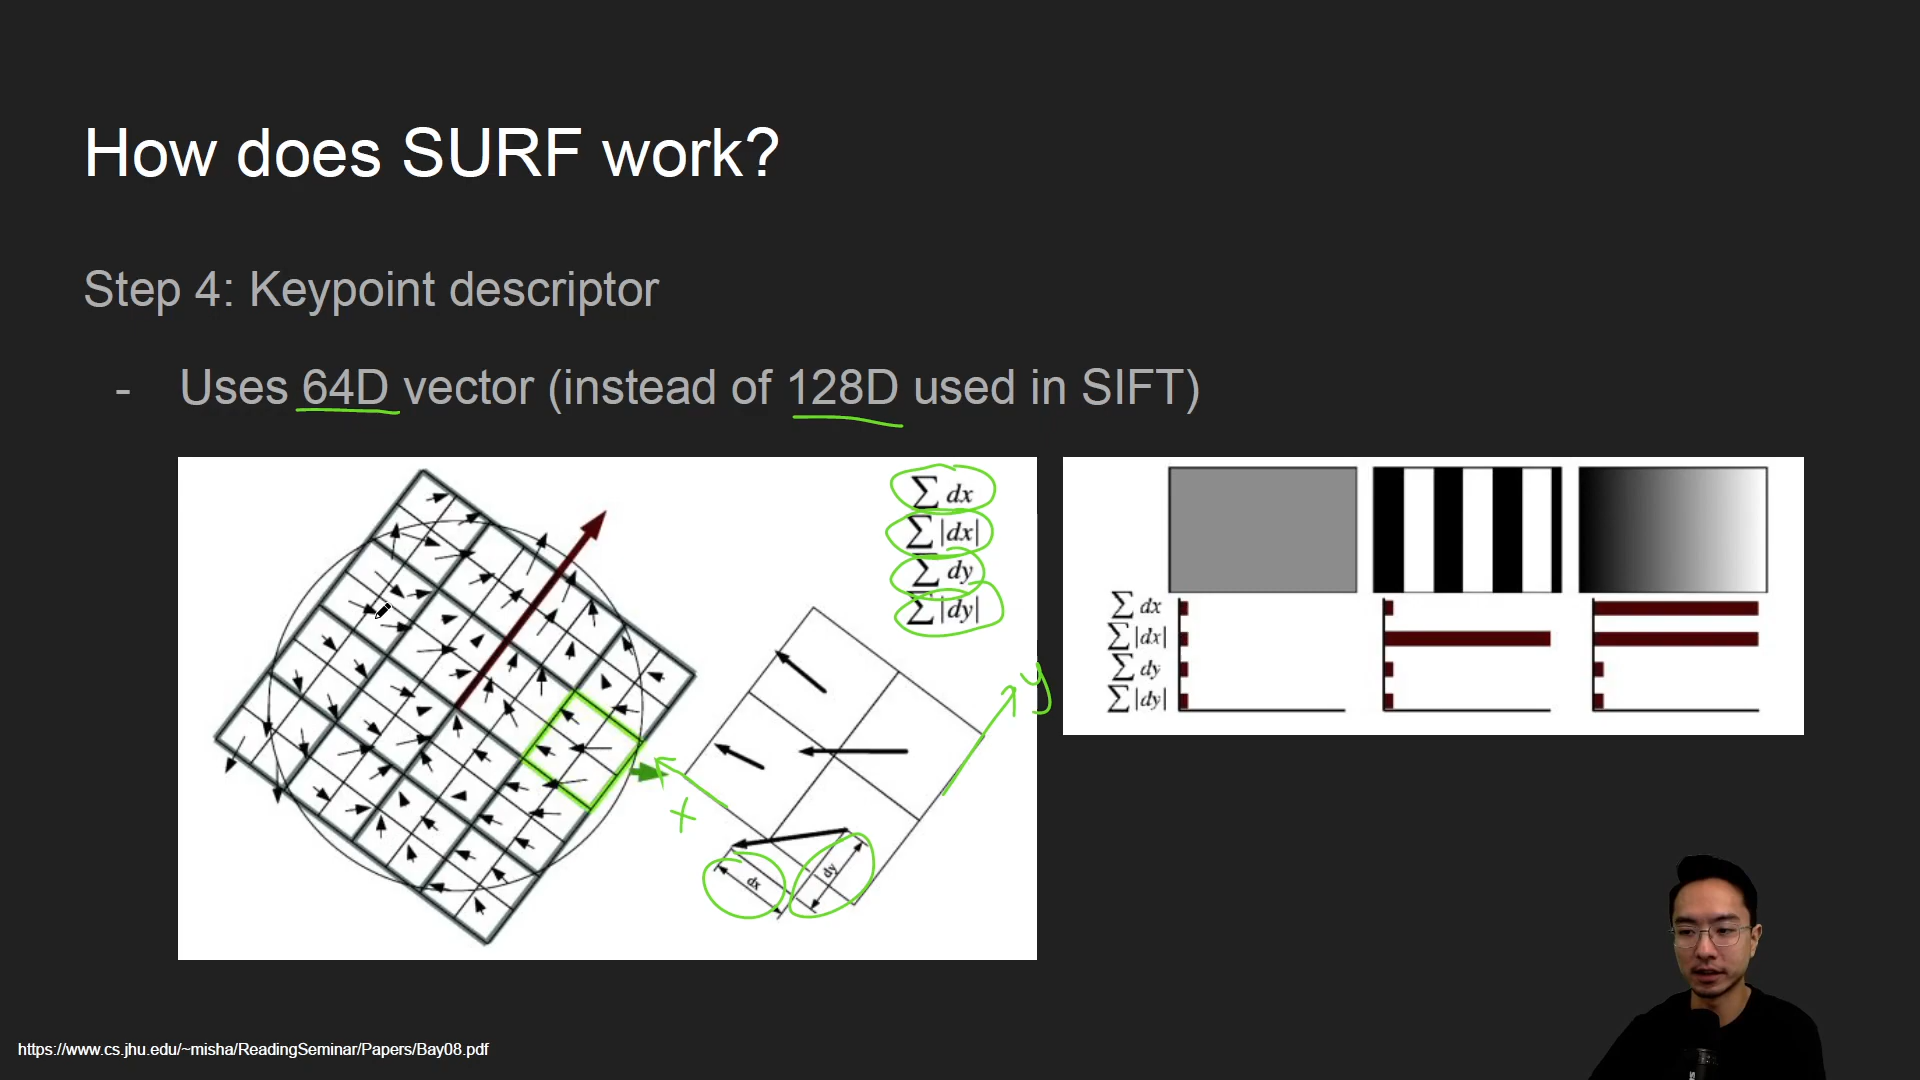 How does SURF work?
Step 4: Keypoint descriptor
- Uses 64D vector (instead of 128D used in SIFT)
∑ dx
∑ |dx|
∑ dy
∑ |dy|
y
x
dx
dy
∑ dx
∑ |dx|
∑ dy
∑ |dy|
https://www.cs.jhu.edu/~misha/ReadingSeminar/Papers/Bay08.pdf